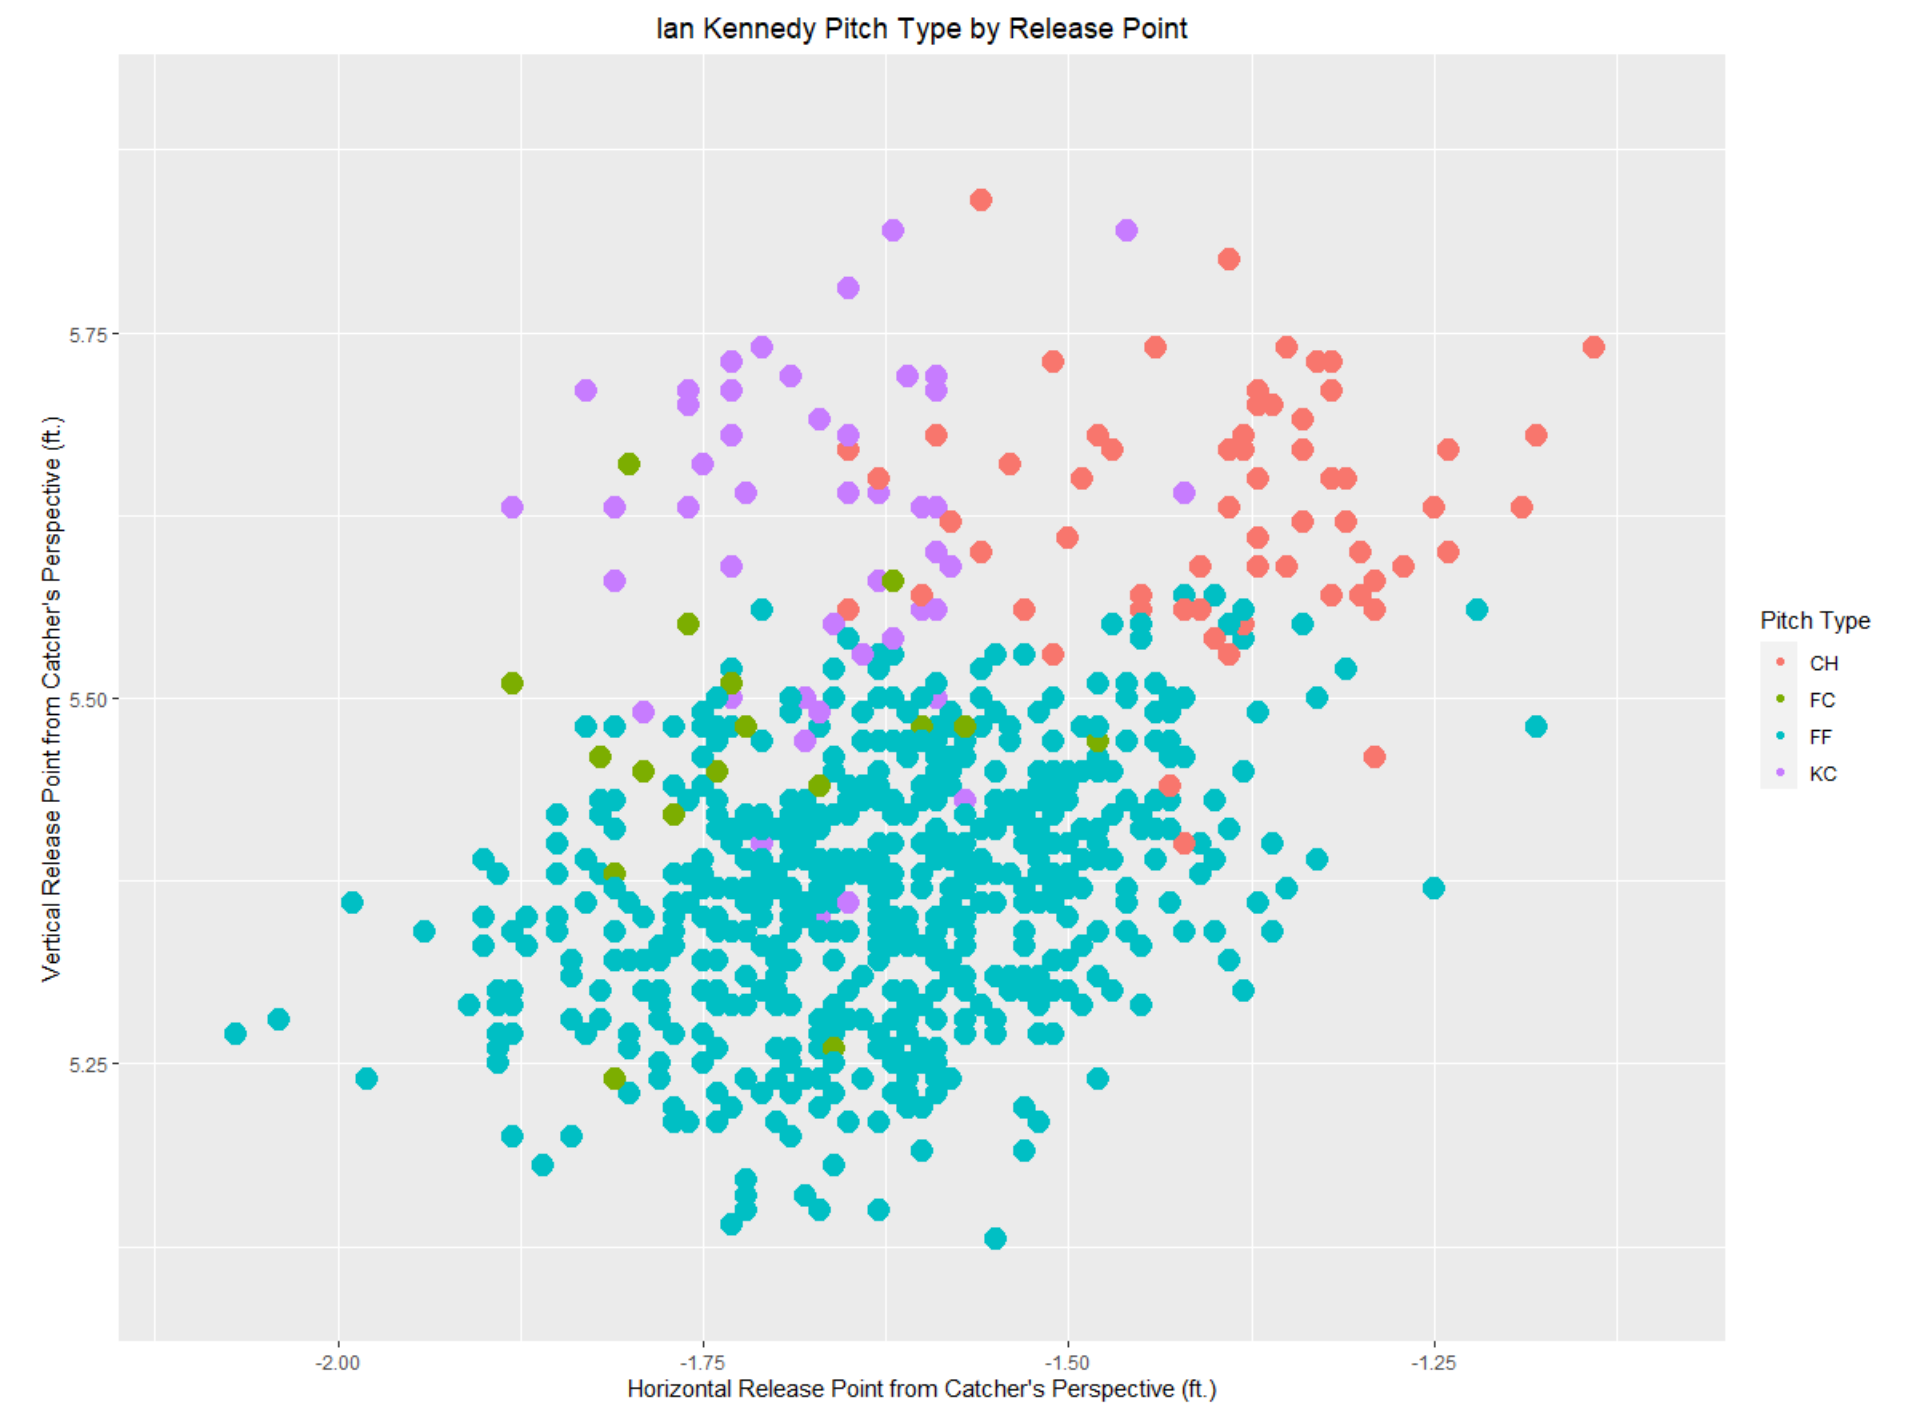 Ian Kennedy Pitch Type by Release Point
Vertical Release Point from Catcher's Perspective (ft.)
5.75
5.50
5.25
-2.00
-1.75
-1.50
-1.25
Horizontal Release Point from Catcher's Perspective (ft.)
Pitch Type
CH
FC
FF
KC